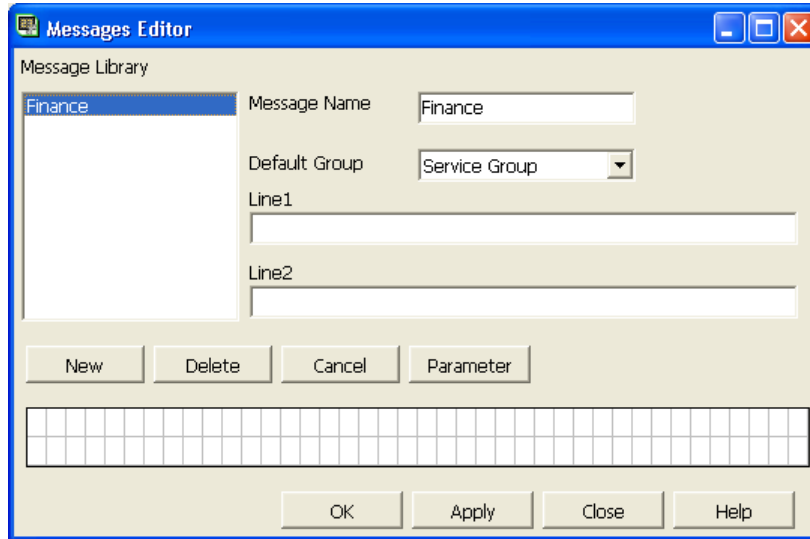 Messages Editor
Message Library
Finance
Message Name
Finance
Default Group
Service Group
Line1
Line2
New
Delete
Cancel
Parameter
OK
Apply
Close
Help